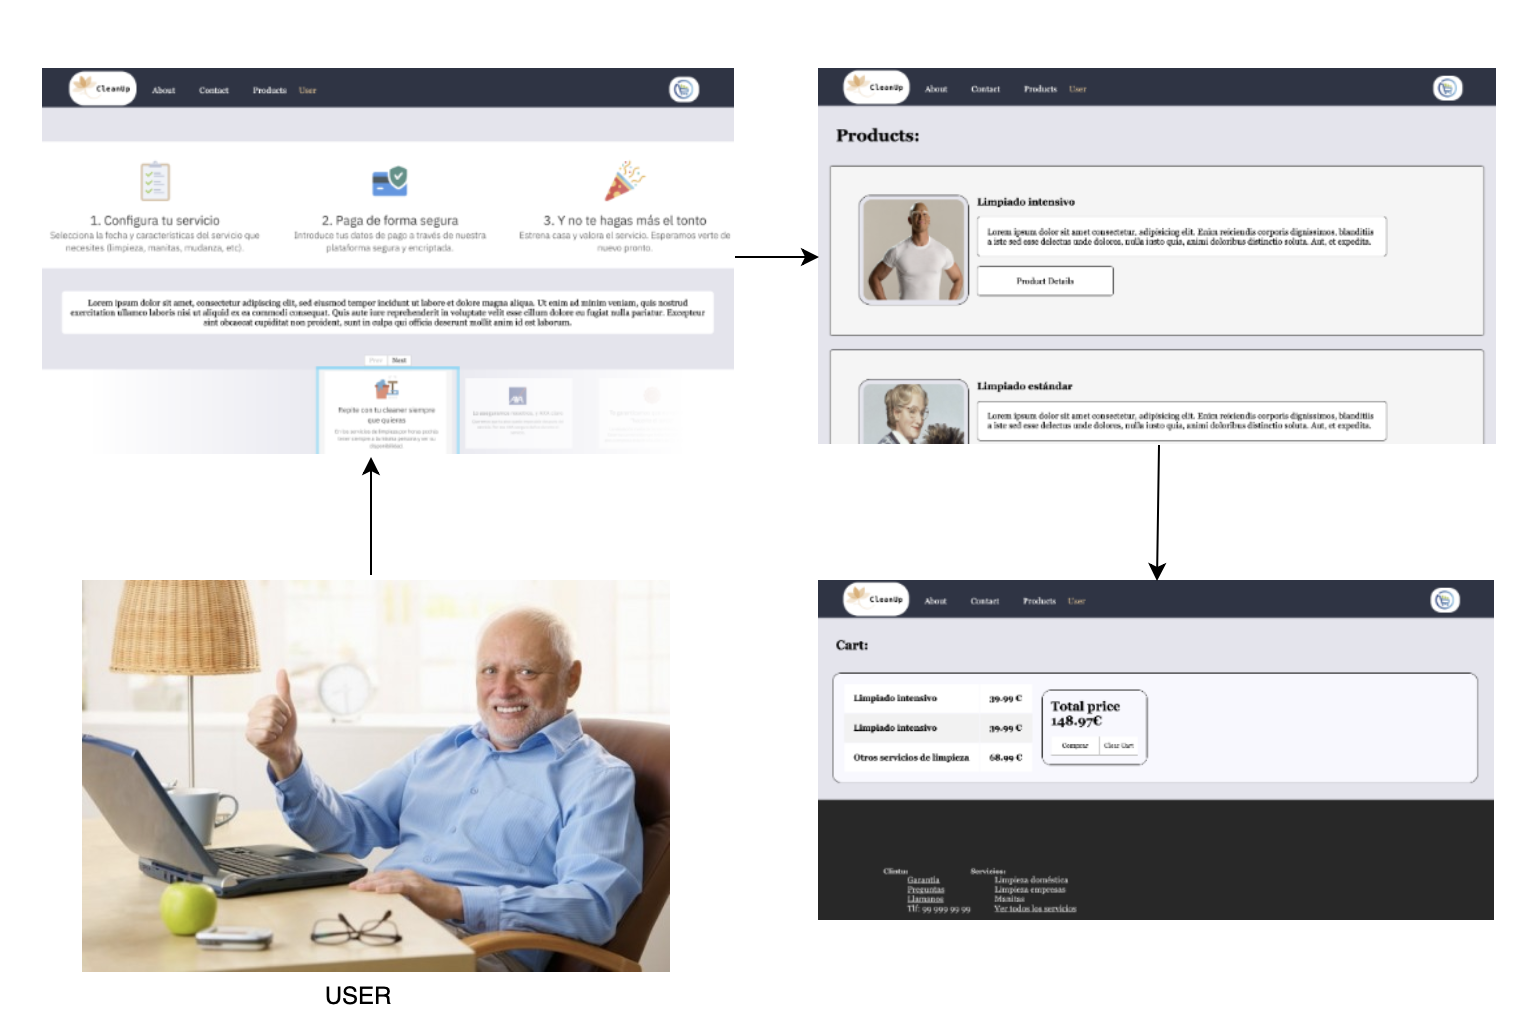 CleanUp
About
Contact
Products
User
1. Configura tu servicio
Selecciona la fecha y características del servicio que
necesites (limpieza, manitas, mudanza, etc).
2. Paga de forma segura
Introduce tus datos de pago a través de nuestra
plataforma segura y encriptada.
3. Y no te hagas más el tonto
Estrena casa y valora el servicio. Esperamos verte de
nuevo pronto.
Lorem ipsum dolor sit amet, consectetur adipiscing elit, sed eiusmod tempor incidunt ut labore et dolore magna aliqua. Ut enim ad minim veniam, quis nostrud
exercitation ullamco laboris nisi ut aliquid ex ea commodi consequat. Quis aute iure reprehenderit in voluptate velit esse cillum dolore eu fugiat nulla pariatur. Excepteur
sint obcaecat cupiditat non proident, sunt in culpa qui officia deserunt mollit anim id est laborum.
Prev
Next
Repite con tu cleaner siempre
que quieras
AXA
CleanUp
About
Contact
Products
User
Products:
Limpiado intensivo
Lorem ipsum dolor sit amet consectetur, adipisicing elit. Enim reiciendis corporis dignissimos, blanditiis
a iste sed esse delectus unde dolores, nulla iusto quia, animi doloribus distinctio soluta. Aut, et expedita.
Product Details
Limpiado estándar
Lorem ipsum dolor sit amet consectetur, adipisicing elit. Enim reiciendis corporis dignissimos, blanditiis
a iste sed esse delectus unde dolores, nulla iusto quia, animi doloribus distinctio soluta. Aut, et expedita.
USER
CleanUp
About
Contact
Products
User
Cart:
Limpiado intensivo 39.99 €
Limpiado intensivo 39.99 €
Otros servicios de limpieza 68.99 €
Total price
148.97€
Comprar
Clear Cart
Clients:
Garantía
Preguntas
Llamanos
Tlf: 99 999 99 99
Servicios:
Limpieza doméstica
Limpieza empresas
Manitas
Ver todos los servicios